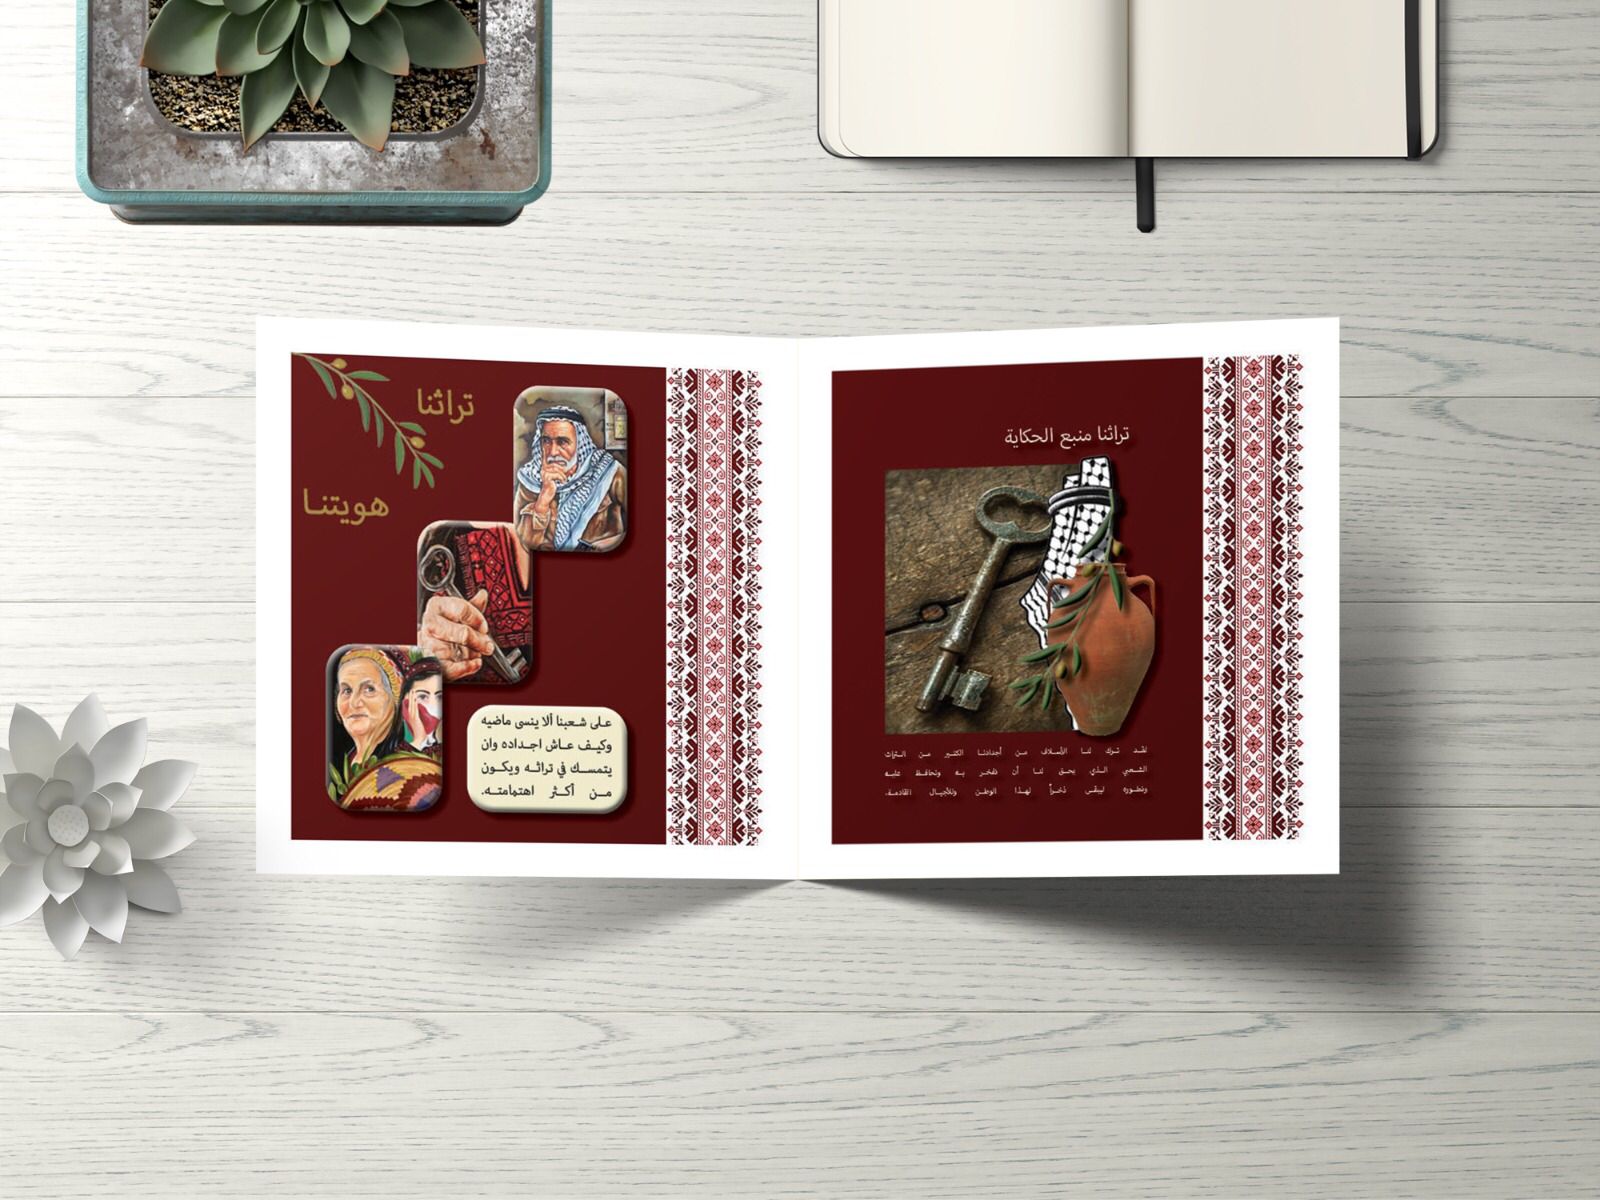 تراثنا منبع الحكاية
لقد ترك لنا الأسلاف من أجدادنا الكثير من التراث
الشعبي الذي يحق لنا أن نفخر به ونحافظ عليه
ونطوره ليبقى ذخراً لهذا الوطن وللأجيال القادمة.
تراثنا
هويتنا
على شعبنا ألا ينسى ماضيه
وكيف عاش اجداده وان
يتمسك في تراثه ويكون
من أكثر اهتمامته.